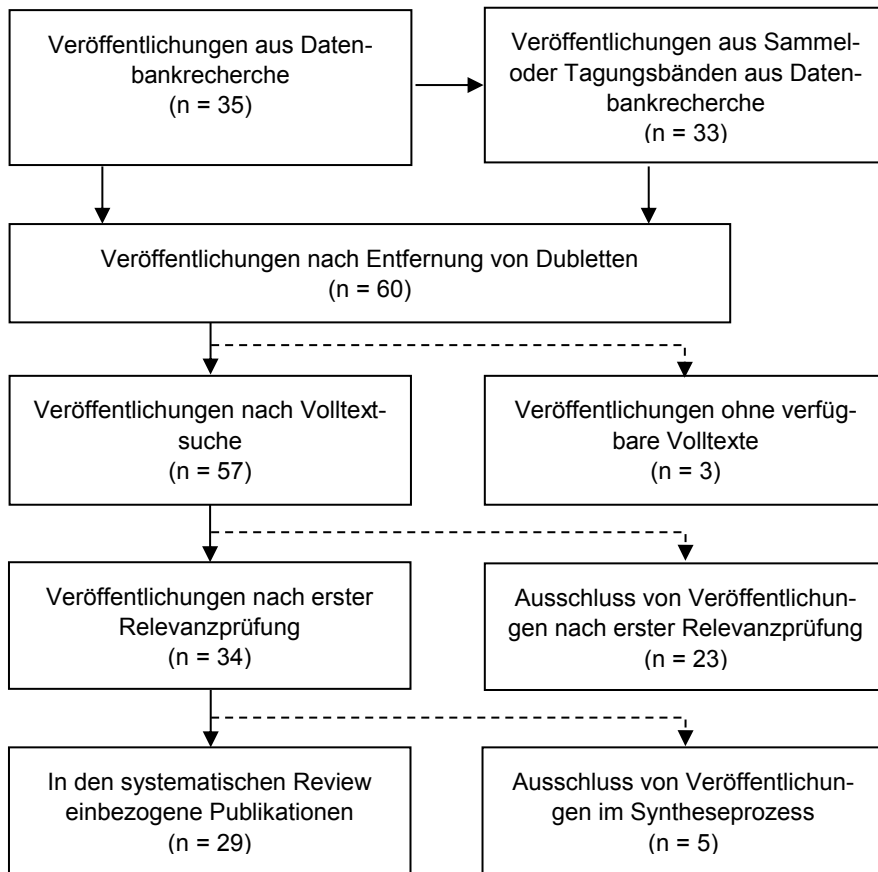 Veröffentlichungen aus Daten-
bankrecherche
(n = 35)
Veröffentlichungen aus Sammel-
oder Tagungsbänden aus Daten-
bankrecherche
(n = 33)
Veröffentlichungen nach Entfernung von Dubletten
(n = 60)
Veröffentlichungen nach Volltext-
suche
(n = 57)
Veröffentlichungen ohne verfüg-
bare Volltexte
(n = 3)
Veröffentlichungen nach erster
Relevanzprüfung
(n = 34)
Ausschluss von Veröffentlichun-
gen nach erster Relevanzprüfung
(n = 23)
In den systematischen Review
einbezogene Publikationen
(n = 29)
Ausschluss von Veröffentlichun-
gen im Syntheseprozess
(n = 5)